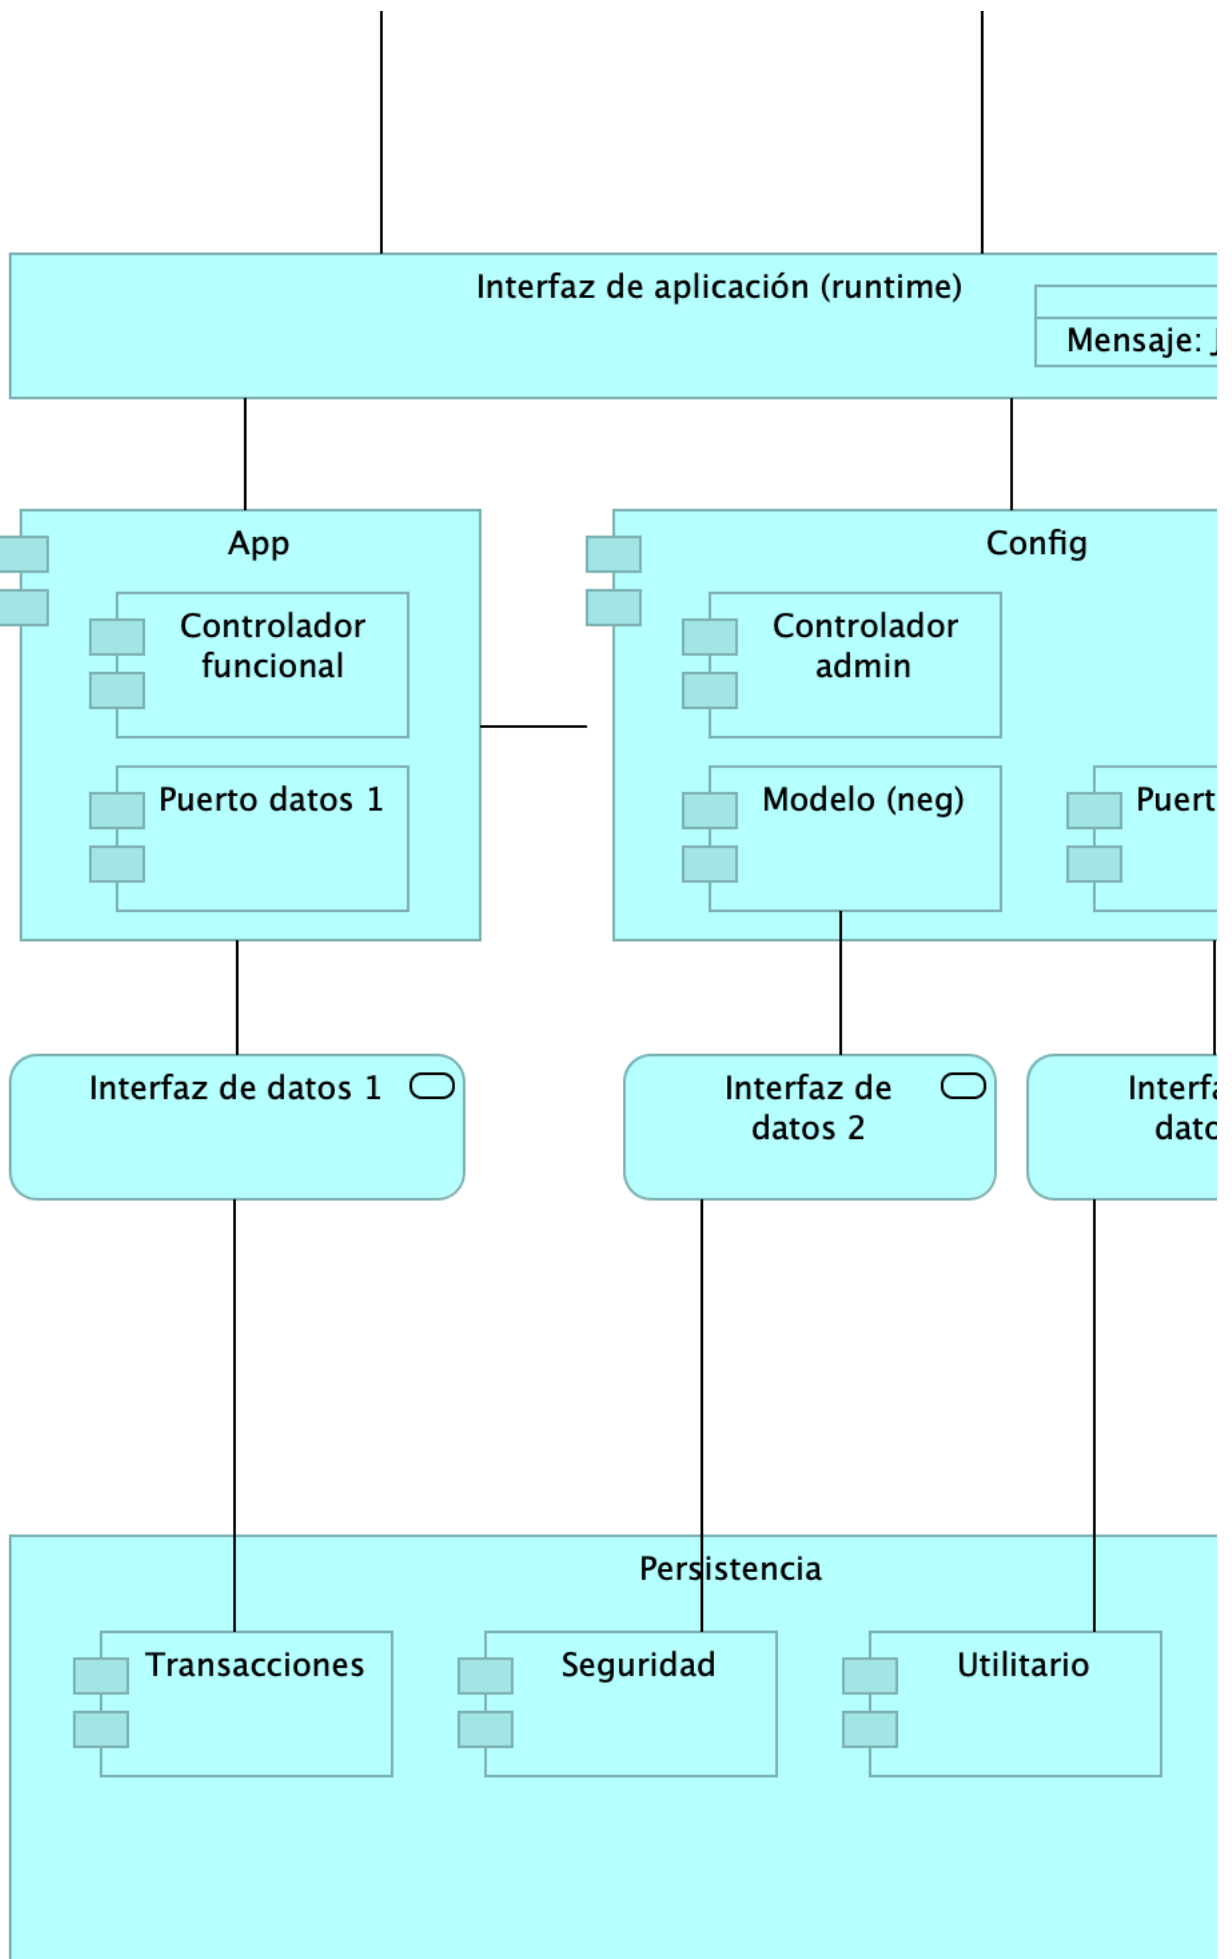 Interfaz de aplicación (runtime)
Mensaje:
App
Config
Controlador
funcional
Controlador
admin
Puerto datos 1
Modelo (neg)
Interfaz de datos 1
Interfaz de
datos 2
Persistencia
Transacciones
Seguridad
Utilitario